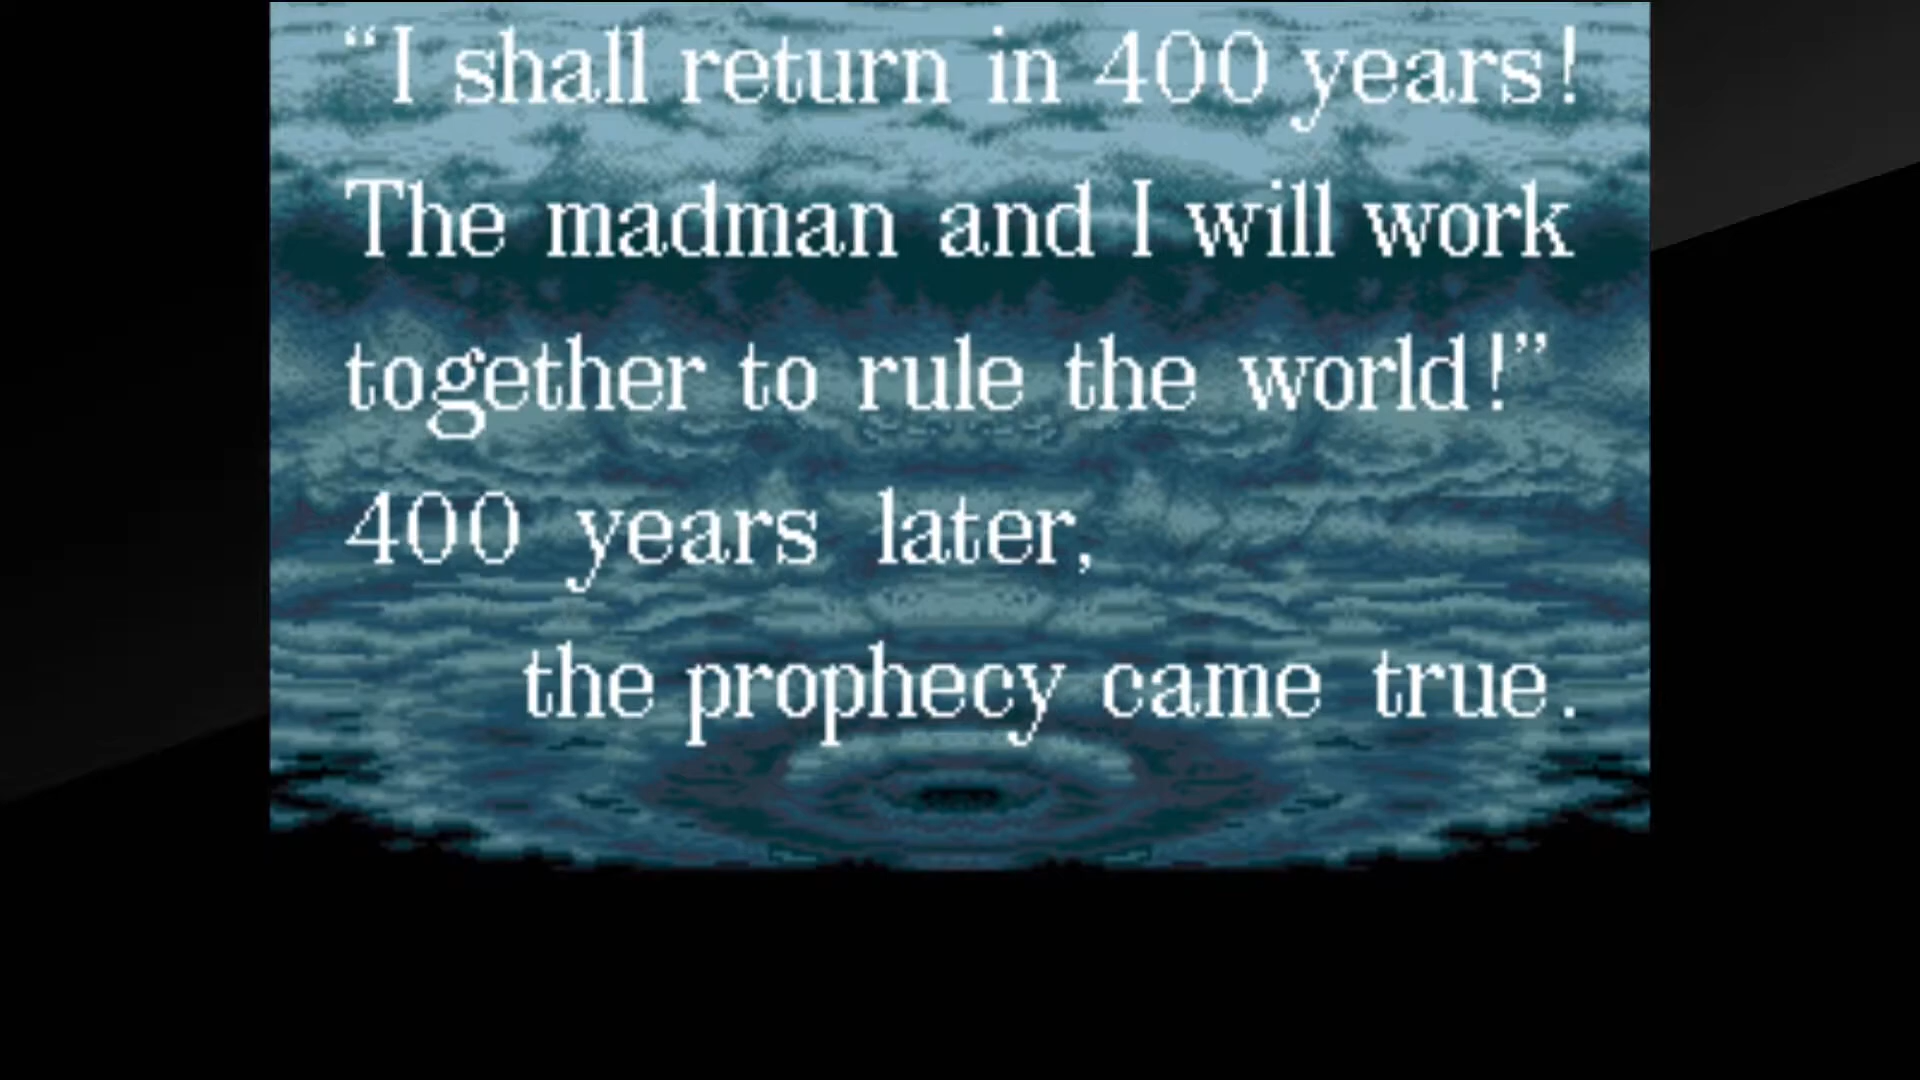 “I shall return in 400 years!
The madman and I will work
together to rule the world!”
400 years later,
the prophecy came true.